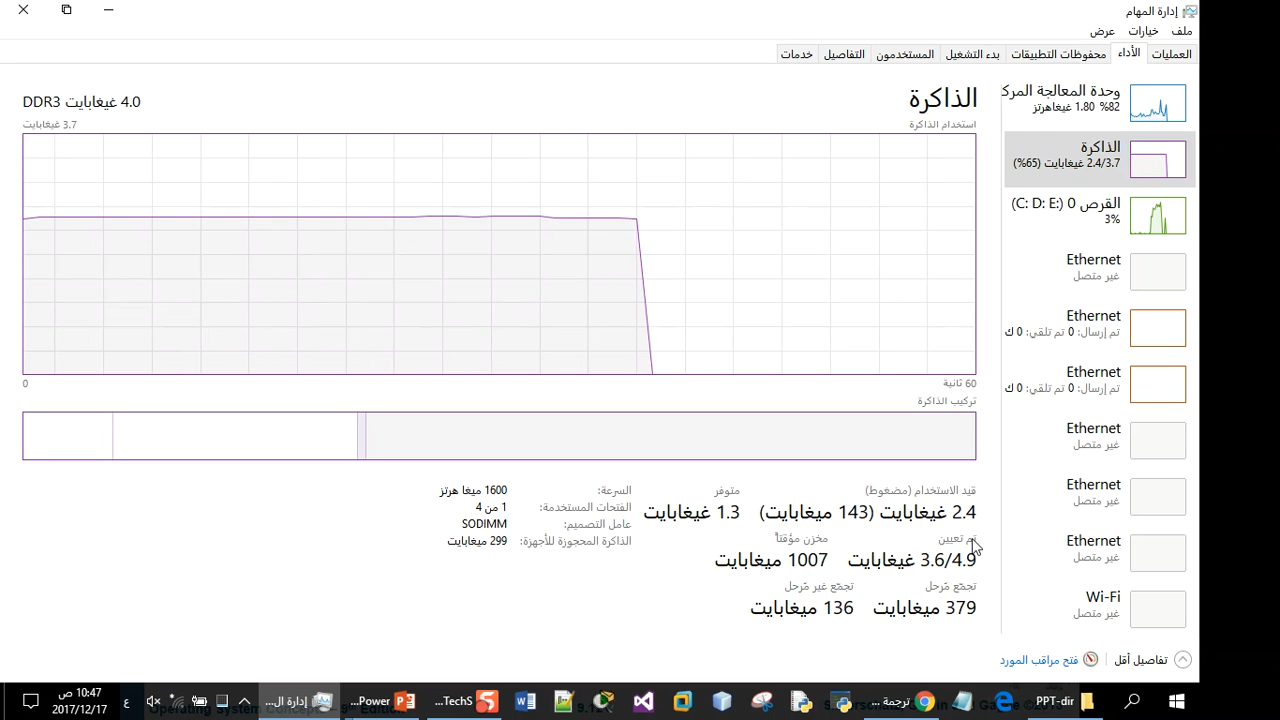 إدارة المهام
ملف خيارات عرض
العمليات الأداء محفوظات التطبيقات بدء التشغيل المستخدمون التفاصيل خدمات
وحدة المعالجة المركز
82% 1.80 غيغاهرتز
الذاكرة
2.4/3.7 غيغابايت (65%)
القرص 0 (C: D: E:)
3%
Ethernet
غير متصل
Ethernet
تم إرسال: 0 تم تلقي: 0 ك
Ethernet
تم إرسال: 0 تم تلقي: 0 ك
Ethernet
غير متصل
Ethernet
غير متصل
Ethernet
غير متصل
Wi-Fi
غير متصل
الذاكرة
4.0 غيغابايت DDR3
استخدام الذاكرة
3.7 غيغابايت
60 ثانية
0
تركيب الذاكرة
قيد الاستخدام (مضغوط)
2.4 غيغابايت (143 ميغابايت)
متوفر
1.3 غيغابايت
تم تعيين
3.6/4.9 غيغابايت
مخزن مؤقتاً
1007 ميغابايت
تجمّع مُرحل
379 ميغابايت
تجمّع غير مُرحل
136 ميغابايت
السرعة: 1600 ميغا هرتز
الفتحات المستخدمة: 1 من 4
عامل التصميم: SODIMM
الذاكرة المحجوزة للأجهزة: 299 ميغابايت
تفاصيل أقل
فتح مراقب المورد
PPT-dir
ترجمة ...
TechS...
Power...
إدارة ال...
ع
10:47 ص
2017/12/17